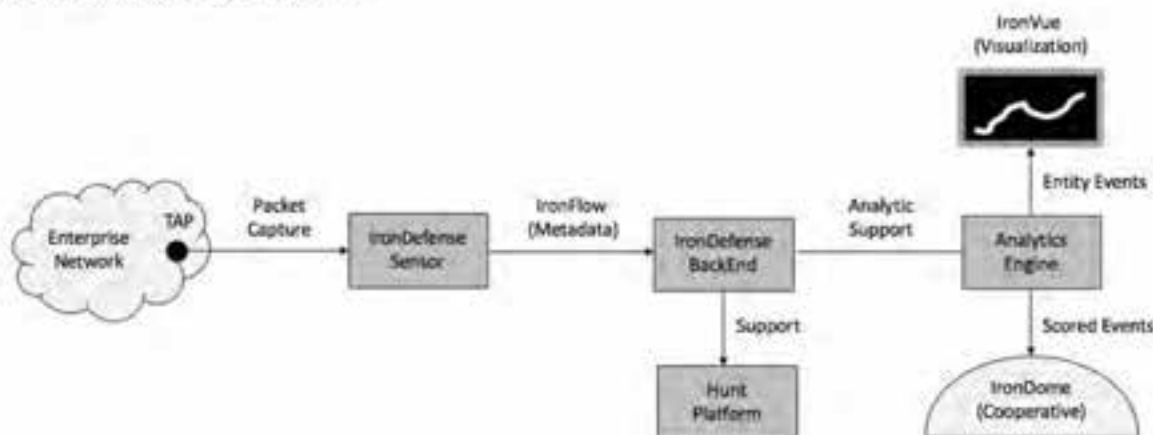 IronVue
(Visualization)
Entity Events
TAP
Enterprise
Network
Packet
Capture
IronDefense
Sensor
IronFlow
(Metadata)
IronDefense
BackEnd
Analytic
Support
Analytics
Engine
Support
Scored Events
Hunt
Platform
IronDome
(Cooperative)